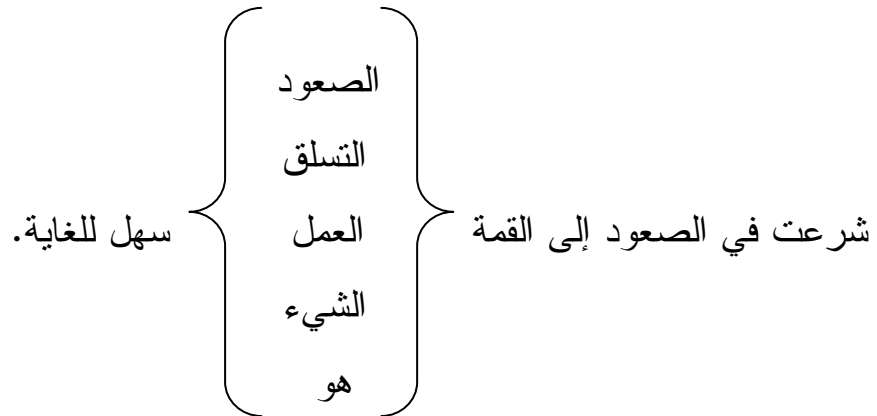 شرعت في الصعود إلى القمة
الصعود
التسلق
العمل
الشيء
هو
سهل للغاية.